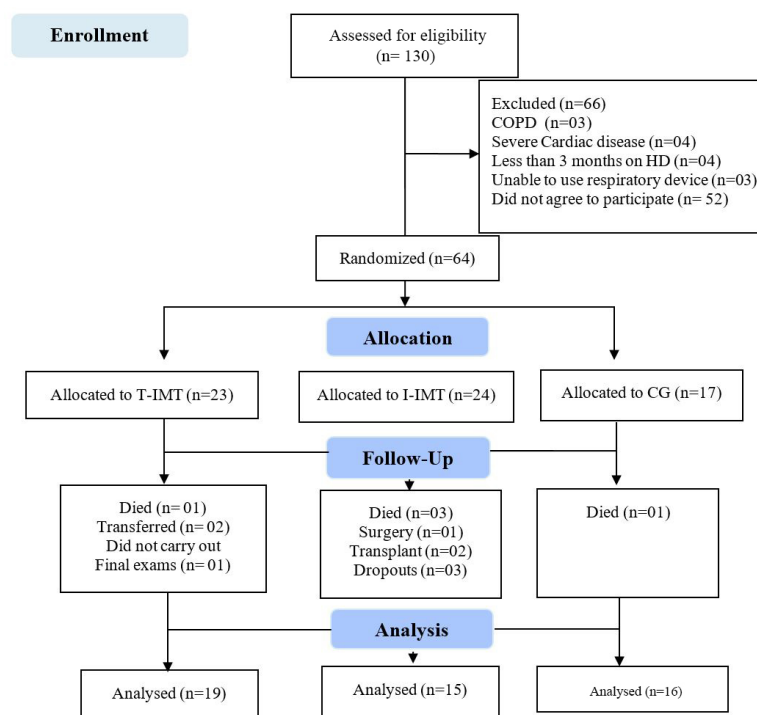 Enrollment
Assessed for eligibility
(n= 130)
Excluded (n=66)
COPD (n=03)
Severe Cardiac disease (n=04)
Less than 3 months on HD (n=04)
Unable to use respiratory device (n=03)
Did not agree to participate (n= 52)
Randomized (n=64)
Allocation
Allocated to T-IMT (n=23)
Allocated to I-IMT (n=24)
Allocated to CG (n=17)
Follow-Up
Died (n= 01)
Transferred (n= 02)
Did not carry out
Final exams (n= 01)
Died (n=03)
Surgery (n=01)
Transplant (n=02)
Dropouts (n=03)
Died (n=01)
Analysis
Analysed (n=19)
Analysed (n=15)
Analysed (n=16)